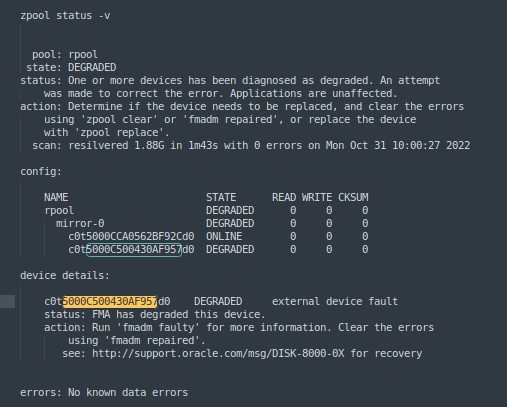 zpool status -v
pool: rpool
state: DEGRADED
status: One or more devices has been diagnosed as degraded. An attempt
was made to correct the error. Applications are unaffected.
action: Determine if the device needs to be replaced, and clear the errors
using 'zpool clear' or 'fmadm repaired', or replace the device
with 'zpool replace'.
scan: resilvered 1.88G in 1m43s with 0 errors on Mon Oct 31 10:00:27 2022
config:
NAME STATE READ WRITE CKSUM
rpool DEGRADED 0 0 0
mirror-0 DEGRADED 0 0 0
c0t5000CCA0562BF92Cd0 ONLINE 0 0 0
c0t5000C500430AF957d0 DEGRADED 0 0 0
device details:
c0t5000C500430AF957d0 DEGRADED external device fault
status: FMA has degraded this device.
action: Run 'fmadm faulty' for more information. Clear the errors
using 'fmadm repaired'.
see: http://support.oracle.com/msg/DISK-8000-0X for recovery
errors: No known data errors